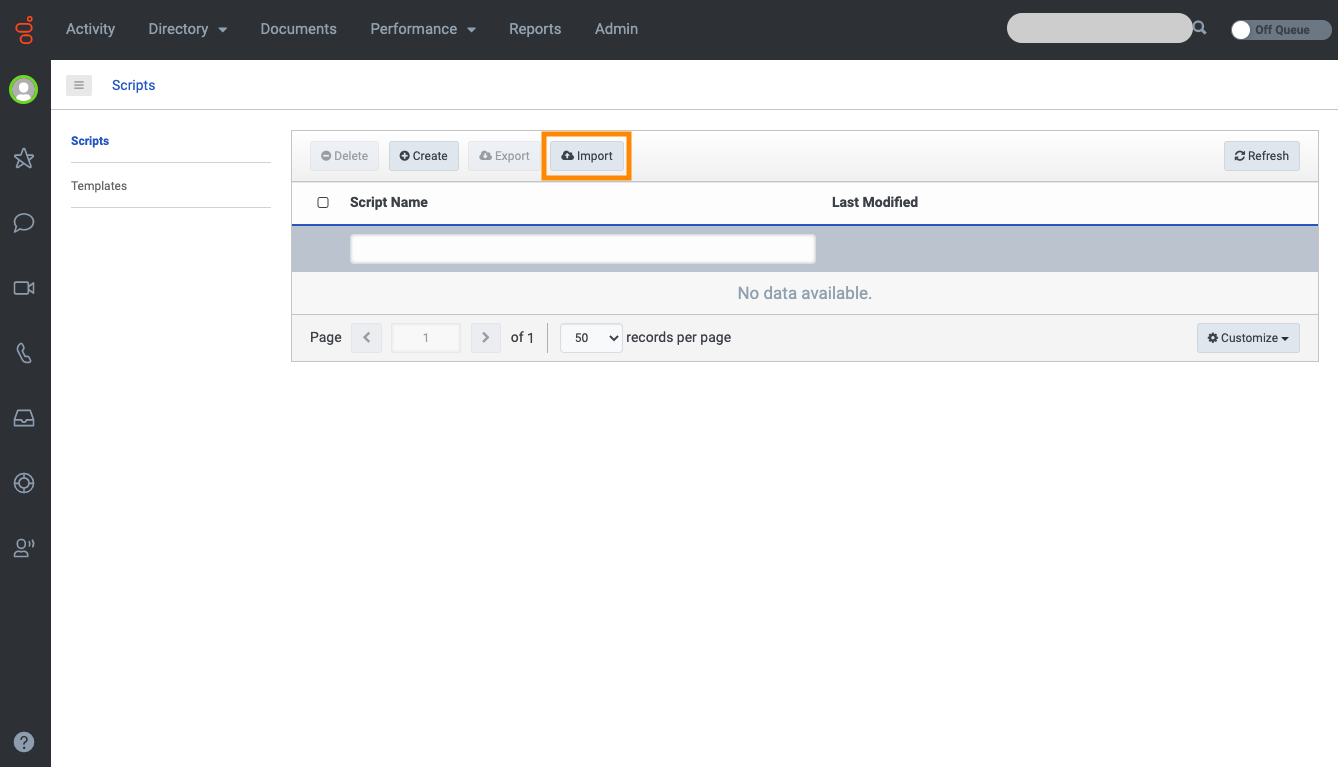 Activity Directory Documents Performance Reports Admin Off Queue
Scripts
Scripts
Templates
Delete Create Export Import Refresh
Script Name Last Modified
No data available.
Page 1 of 1 50 records per page Customize